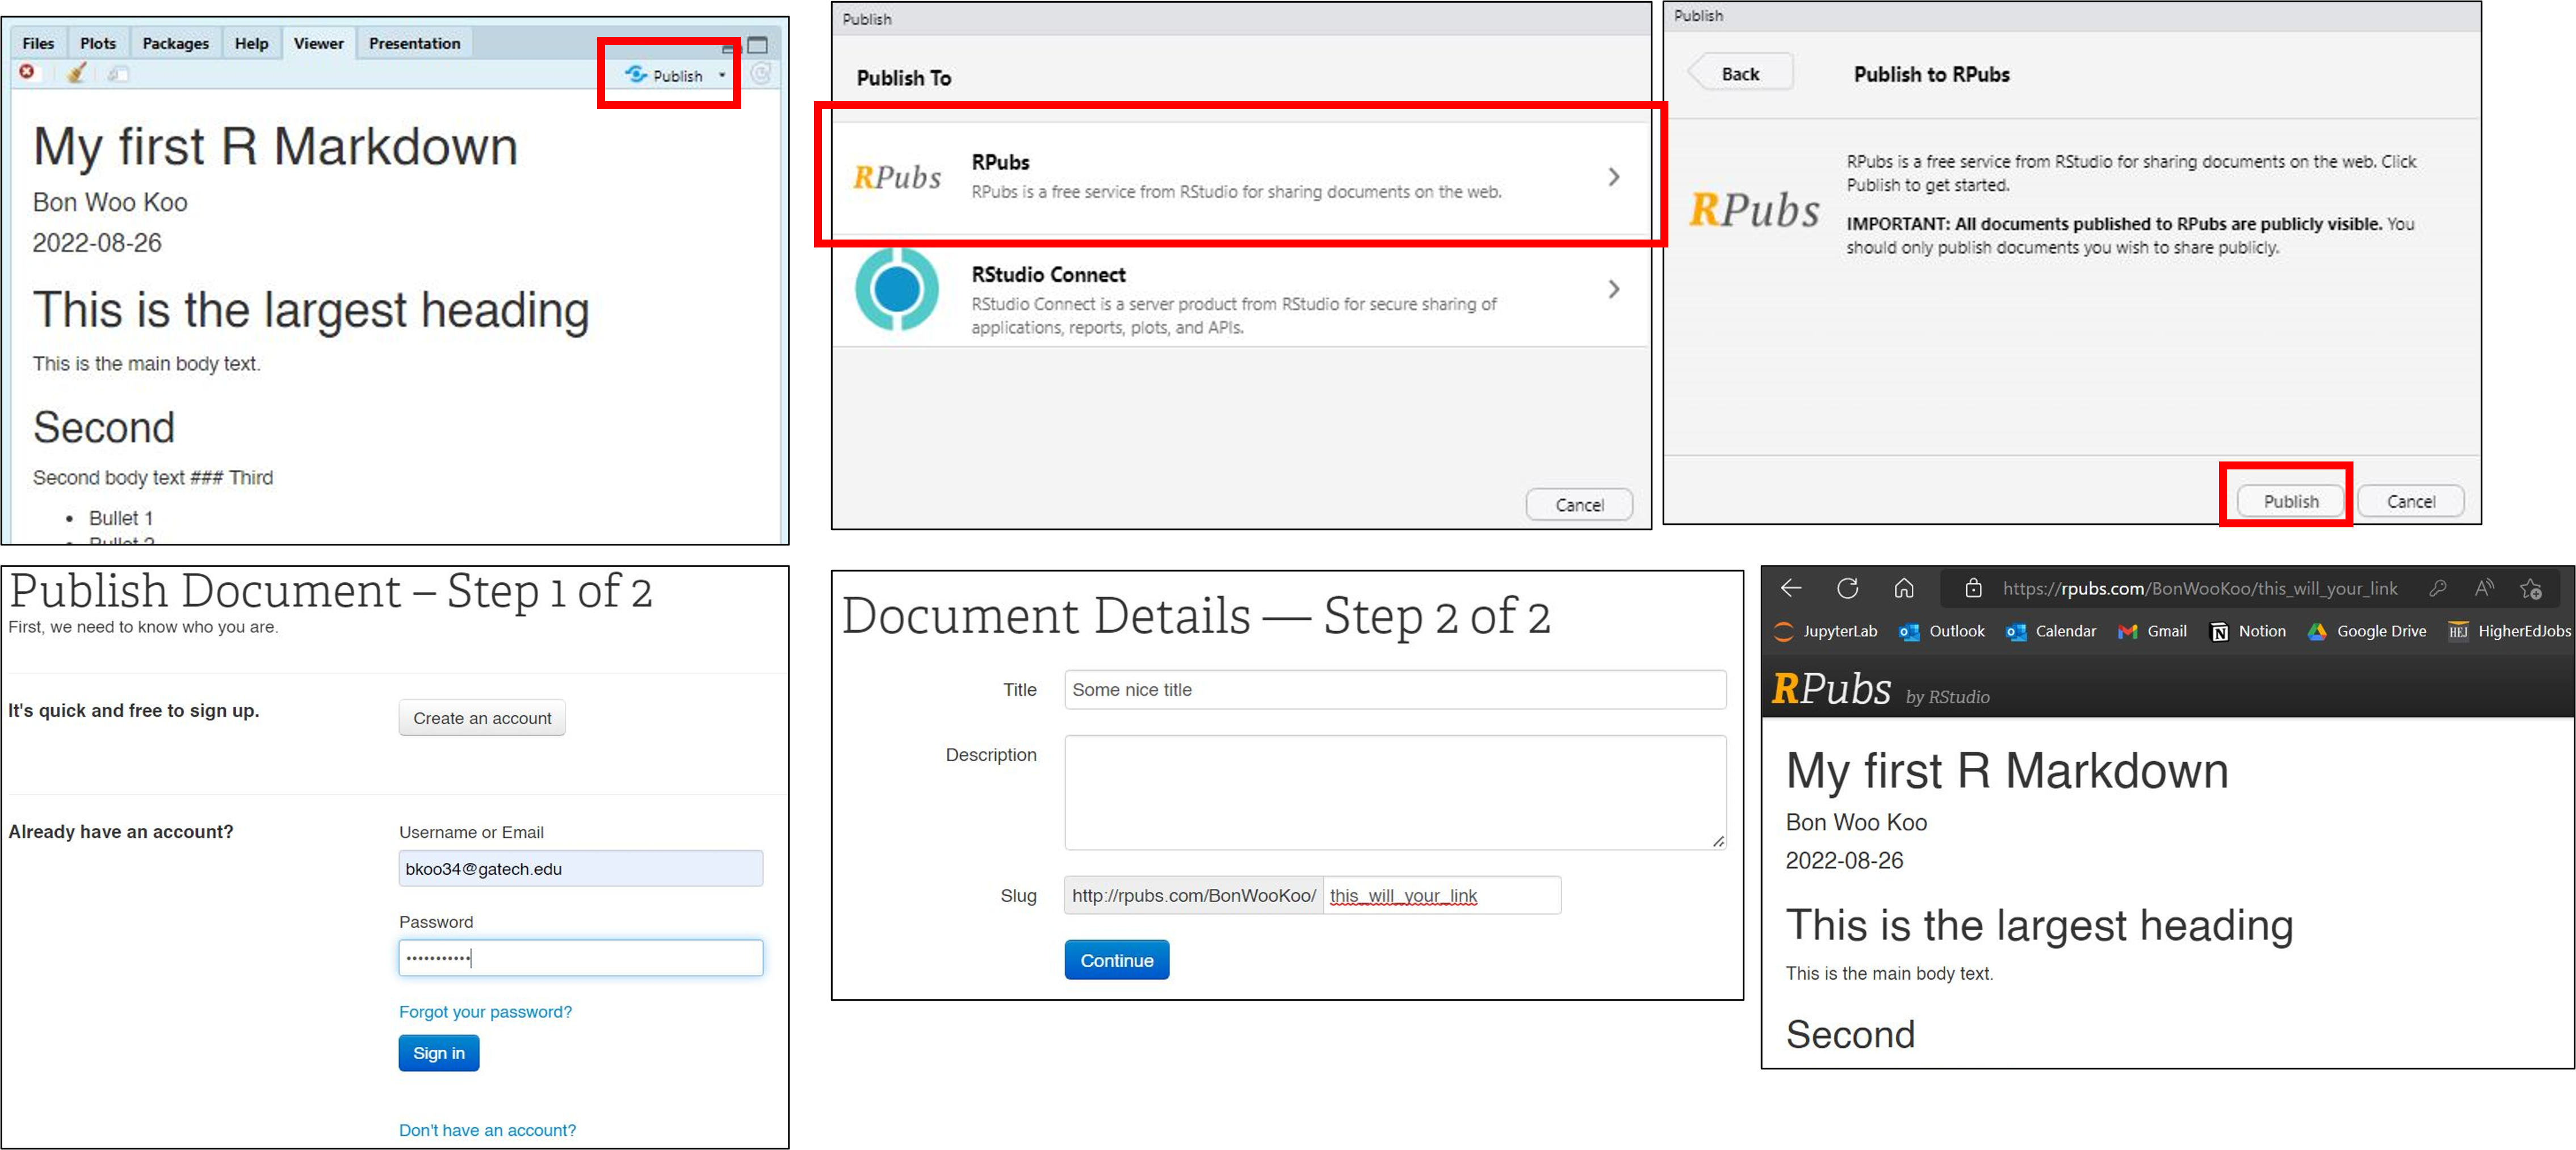 Files Plots Packages Help Viewer Presentation
Publish
My first R Markdown
Bon Woo Koo
2022-08-26
This is the largest heading
This is the main body text.
Second
Second body text ### Third
• Bullet 1
• Bullet 2
Publish
Publish To
RPubs
RPubs
RPubs is a free service from RStudio for sharing documents on the web.
RStudio Connect
RStudio Connect is a server product from RStudio for secure sharing of
applications, reports, plots, and APIs.
Cancel
Publish
Back
Publish to RPubs
RPubs
RPubs is a free service from RStudio for sharing documents on the web. Click
Publish to get started.
IMPORTANT: All documents published to RPubs are publicly visible. You
should only publish documents you wish to share publicly.
Publish Cancel
Publish Document – Step 1 of 2
First, we need to know who you are.
It's quick and free to sign up.
Create an account
Already have an account?
Username or Email
bkoo34@gatech.edu
Password
•••••••••••
Forgot your password?
Sign in
Don't have an account?
Document Details — Step 2 of 2
Title Some nice title
Description
Slug http://rpubs.com/BonWooKoo/ this_will_your_link
Continue
https://rpubs.com/BonWooKoo/this_will_your_link
JupyterLab Outlook Calendar Gmail Notion Google Drive HEJ HigherEdJobs
RPubs by RStudio
My first R Markdown
Bon Woo Koo
2022-08-26
This is the largest heading
This is the main body text.
Second